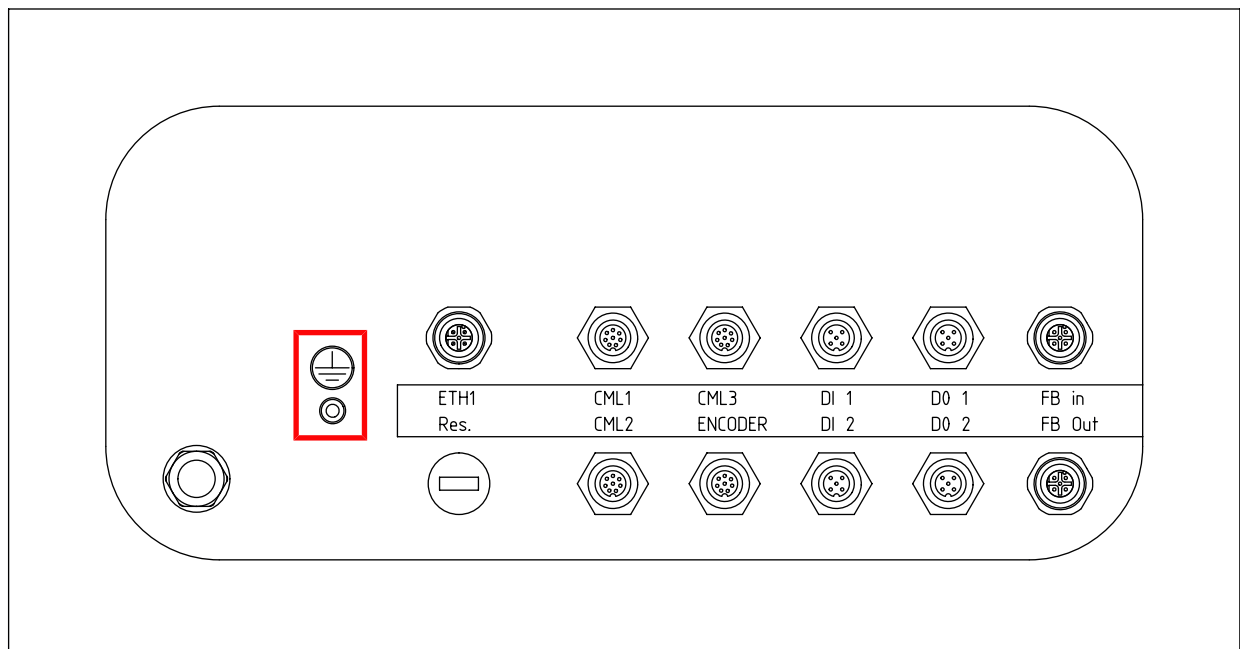 ETH1 CML1 CML3 DI 1 DO 1 FB in
Res. CML2 ENCODER DI 2 DO 2 FB Out